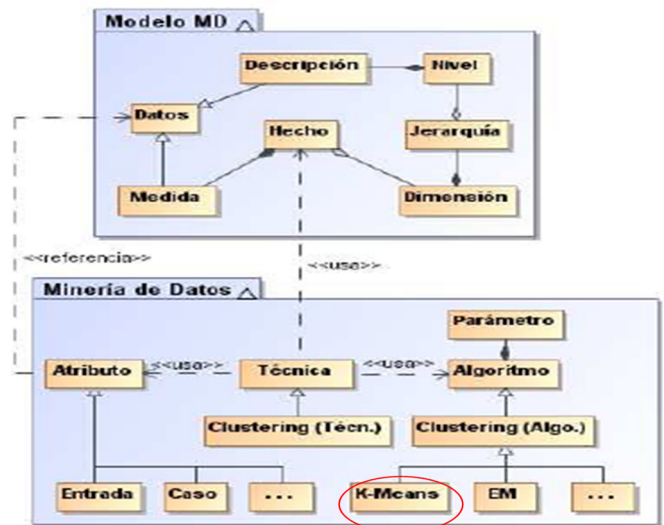 Modelo MD
Descripción
Nivel
Datos
Hecho
Jerarquía
Medida
Dimensión
<<referencia>>
<<usa>>
Minería de Datos
Parámetro
Atributo
<<usa>>
Técnica
<<usa>>
Algoritmo
Clustering (Técn.)
Clustering (Algo.)
Entrada
Caso
...
K-Means
EM
...